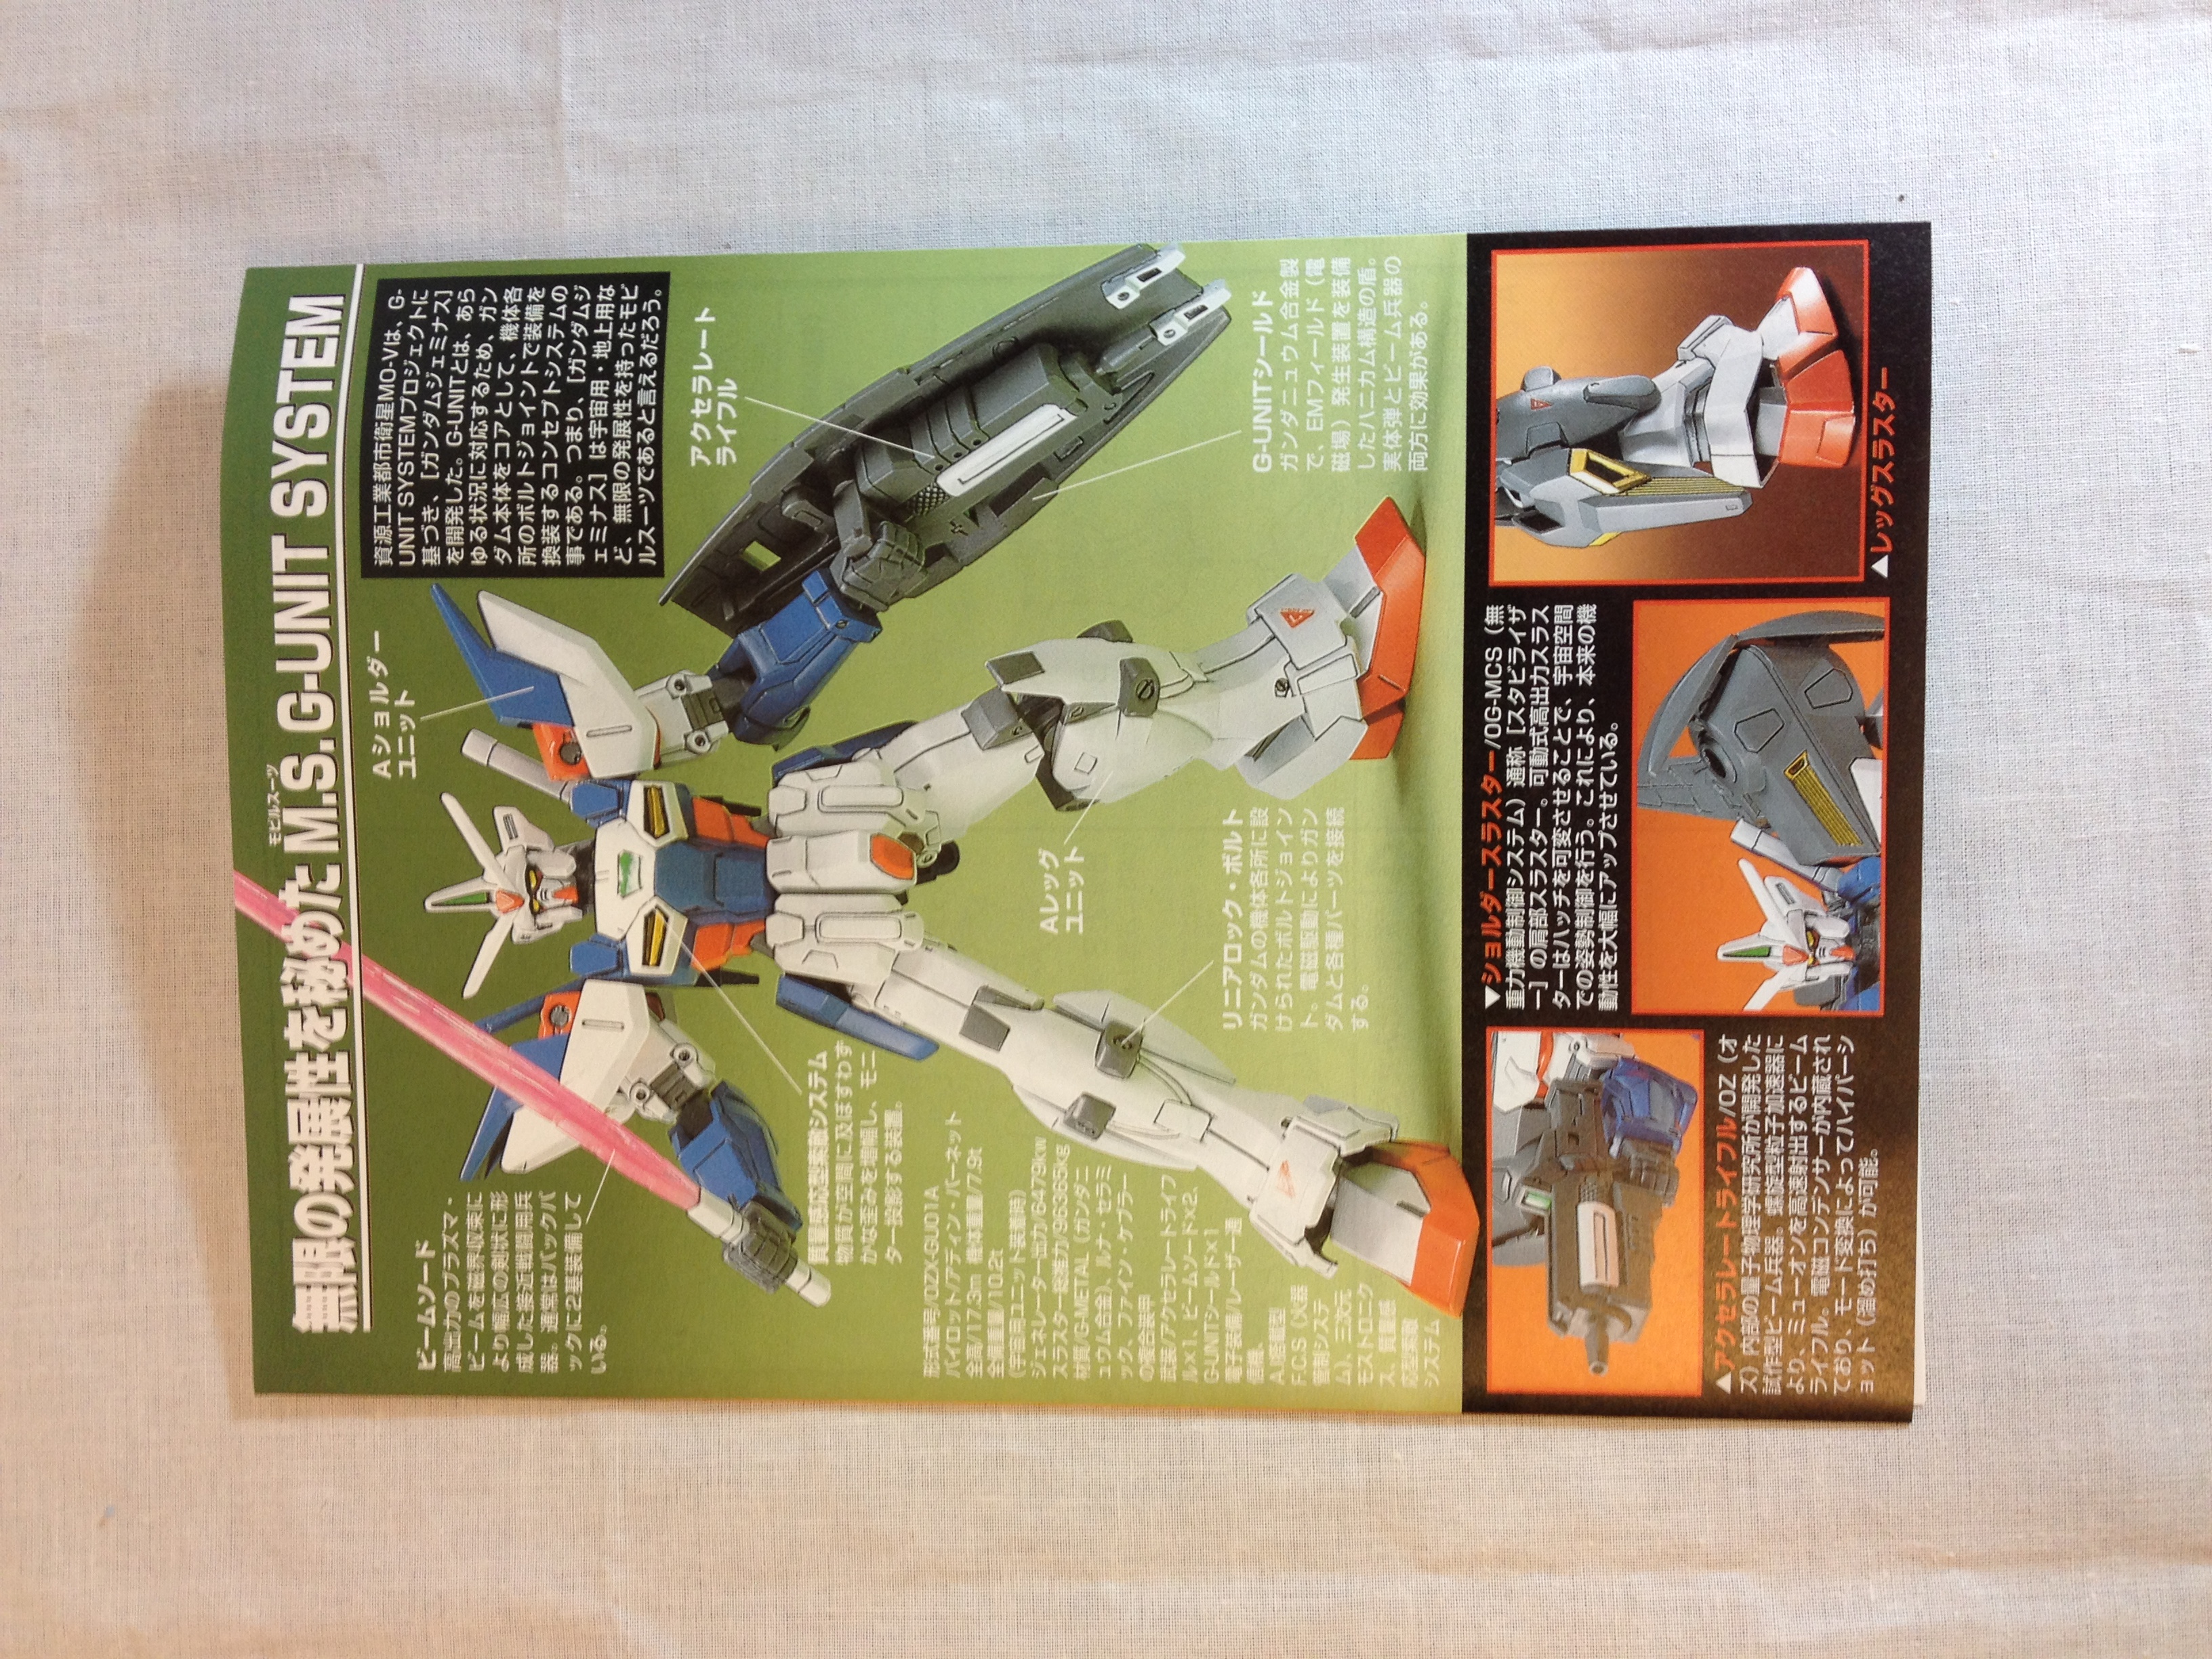 モビルスーツ
無限の発展性を秘めた M.S. G-UNIT SYSTEM
資源工業都市衛星MO-Vは、G-
UNIT SYSTEMプロジェクトに
基づき、[ガンダムジェミナス]
を開発した。G-UNITとは、あら
ゆる状況に対応するため、ガン
ダム本体をコアとして、機体各
所のボルトジョイントで装備を
換装するコンセプトシステムの
事である。つまり、[ガンダムジ
ェミナス]は宇宙用・地上用な
ど、無限の発展性を持ったモビ
ルスーツであると言えるだろう。
Aショルダー
ユニット
アクセラレート
ライフル
ビームソード
高出力のプラズマ・
ビームを磁界収束に
より幅広の剣状に形
成した接近戦闘用兵
器。通常はバックパ
ックに2基装備して
いる。
質量感応型索敵システム
物質が空間に及ぼすわず
かな歪みを増幅し、モニ
ター投影する装置。
Aレッグ
ユニット
G-UNITシールド
ガンダニュウム合金製
で、EMフィールド（電
磁場）発生装置を装備
したハニカム構造の盾。
実体弾とビーム兵器の
両方に効果がある。
リニアロック・ボルト
ガンダムの機体各所に設
けられたボルトジョイン
ト。電磁駆動によりガン
ダムと各種パーツを接続
する。
形式番号/OZX-GU01A
パイロット/アディン・バーネット
全高/17.3m 機体重量/7.9t
全備重量/10.2t
（宇宙用ユニット装着時）
ジェネレーター出力/6479kw
スラスター総推力/96365kg
材質/G-METAL（ガンダニ
ュウム合金）、ルナ・セラミ
ック、ファイン・ケブラー
の複合装甲
武装/アクセラレートライフ
ル×1、ビームソード×2、
G-UNITシールド×1
電子装備/レーザー通
信機、
A.I搭載型
F.C.S（火器
管制システ
ム）、三次元
モストロニク
ス、質量感
応型索敵
システム
▲アクセラレートライフル/OZ（オ
ズ）内部の量子物理学研究所が開発した
試作型ビーム兵器。螺旋型粒子加速器に
より、ミューオンを高速射出するビーム
ライフル。電磁コンデンサーが内蔵され
ており、モード変換によってハイパーシ
ョット（溜め打ち）が可能。
▼ショルダースラスター/OG-MCS（無
重力機動制御システム）通称[スタビライザ
ー]の肩部スラスター。可動式高出力スラス
ターはハッチを可変させることで、宇宙空間
での姿勢制御を行う。これにより、本来の機
動性を大幅にアップさせている。
▲レッグスラスター